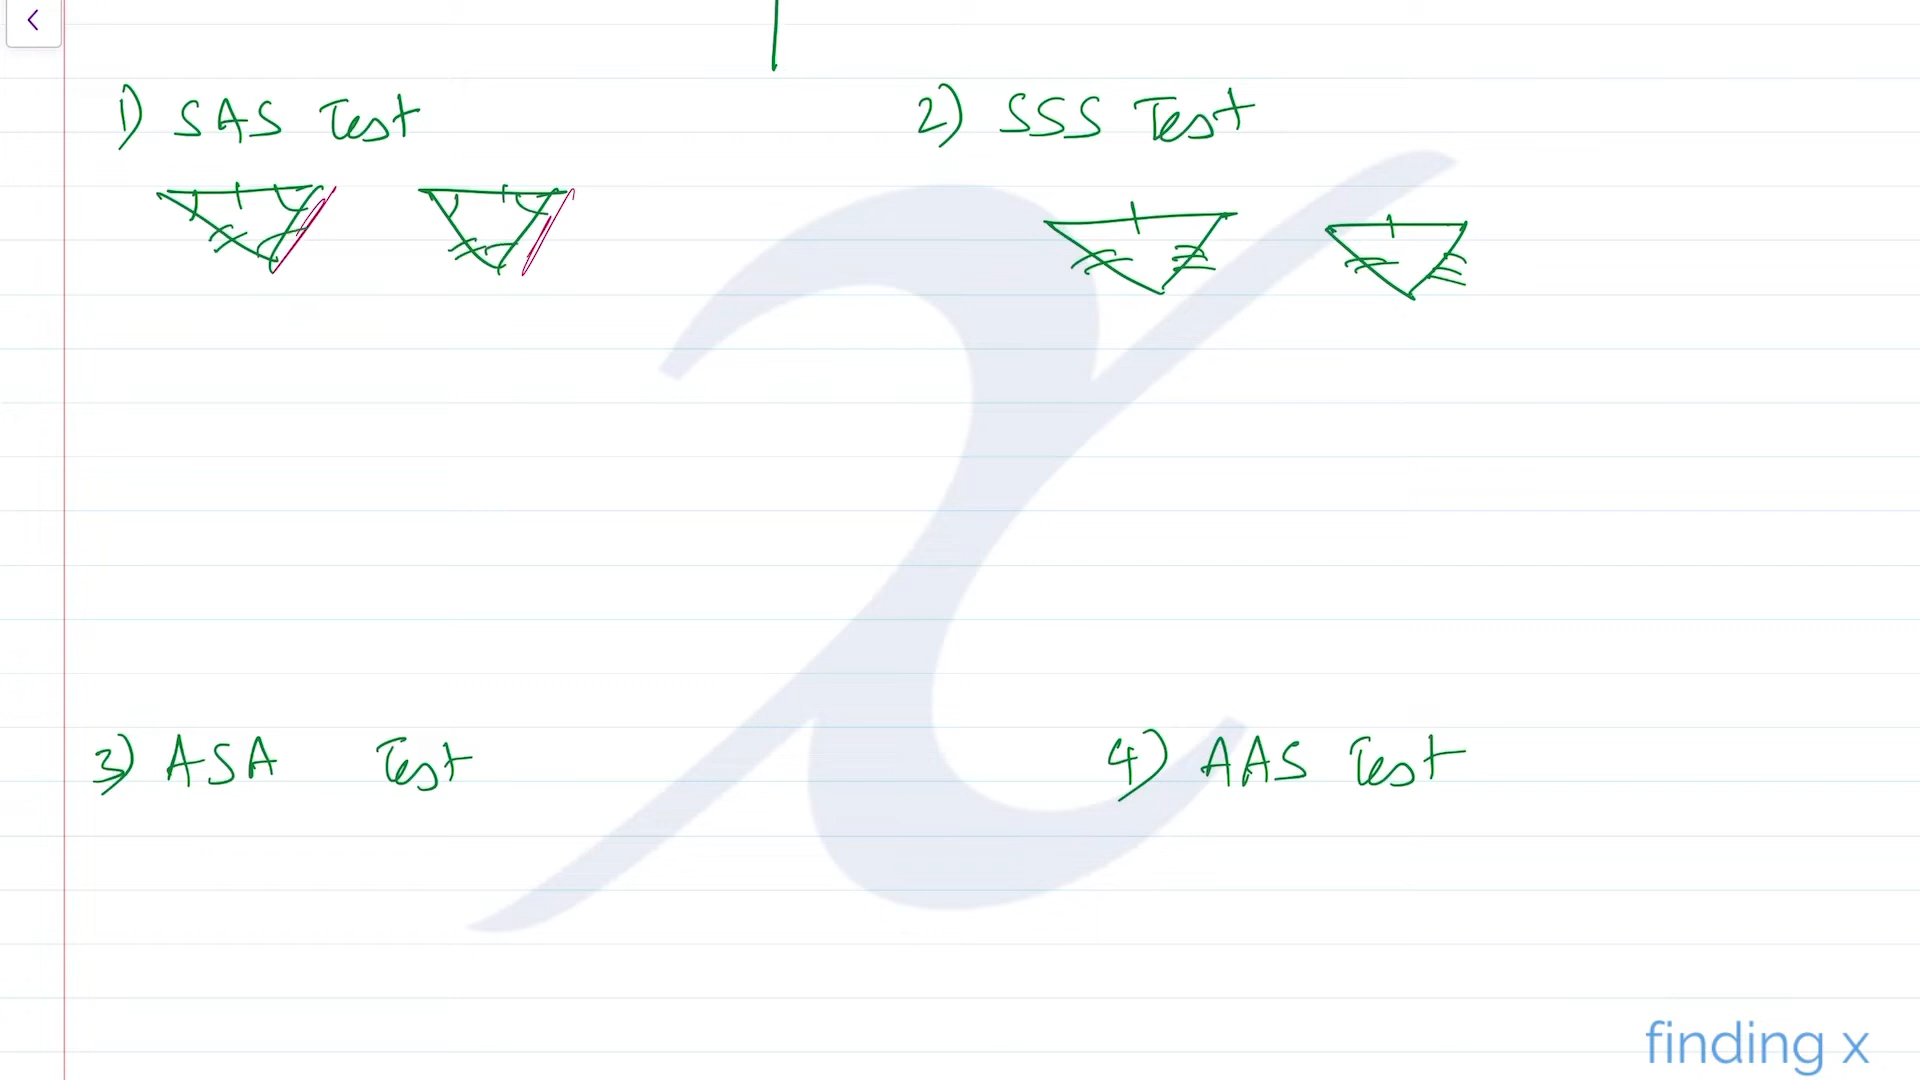 1) SAS Test
2) SSS Test
3) ASA Test
4) AAS Test
finding x